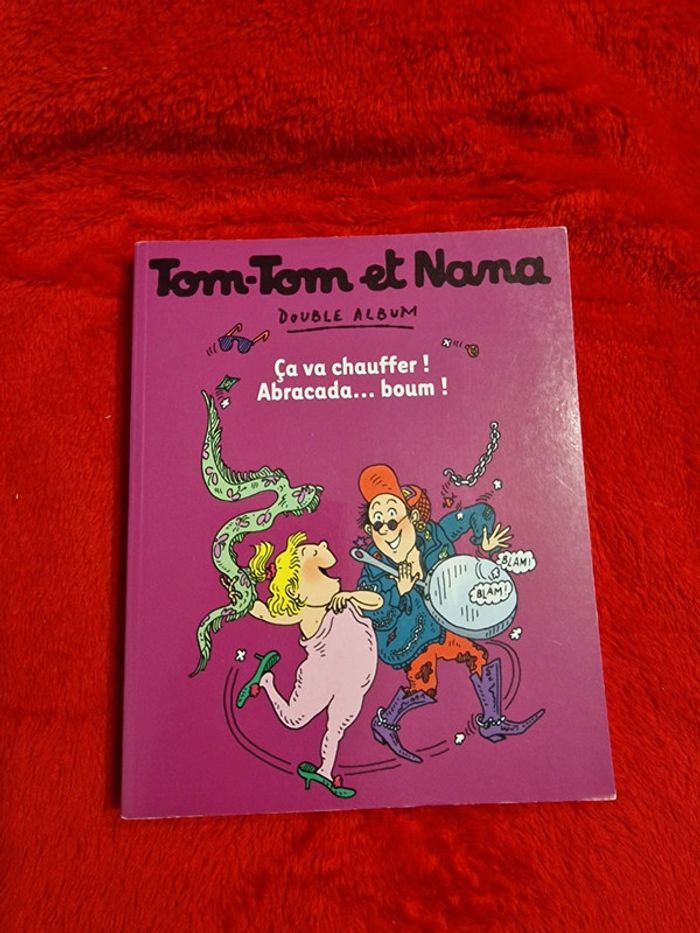 Tom-Tom et Nana
DOUBLE ALBUM
Ça va chauffer !
Abracada... boum !
BLAM!
BLAM!